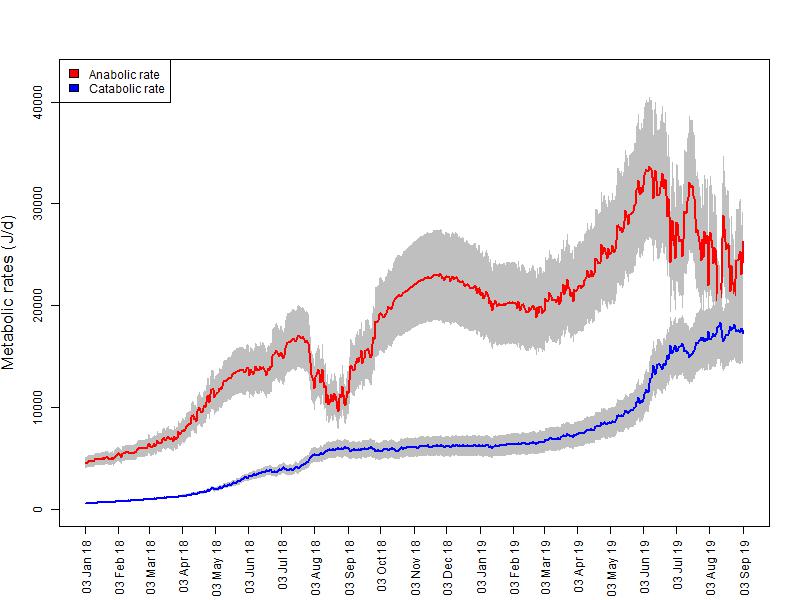 Anabolic rate
Catabolic rate
Metabolic rates (J/d)
40000
30000
20000
10000
0
03 Jan 18
03 Feb 18
03 Mar 18
03 Apr 18
03 May 18
03 Jun 18
03 Jul 18
03 Aug 18
03 Sep 18
03 Oct 18
03 Nov 18
03 Dec 18
03 Jan 19
03 Feb 19
03 Mar 19
03 Apr 19
03 May 19
03 Jun 19
03 Jul 19
03 Aug 19
03 Sep 19